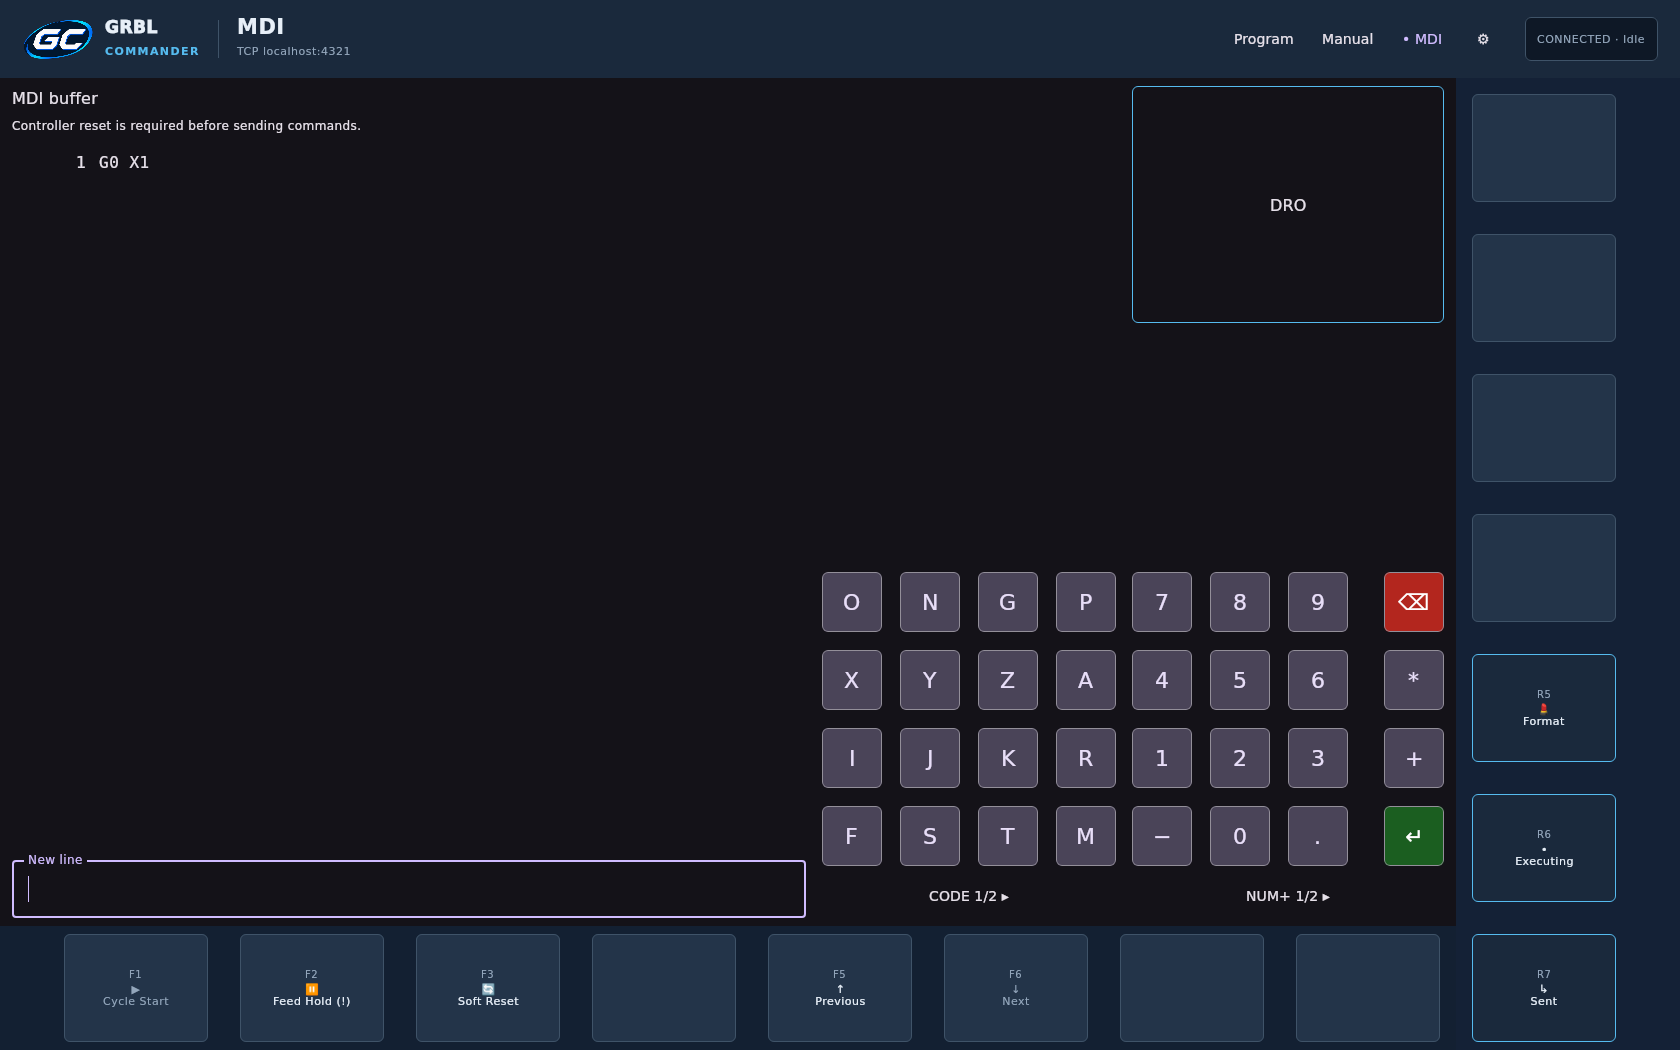 GC
GRBL
COMMANDER
MDI
TCP localhost:4321
Program
Manual
• MDI
⚙
CONNECTED · Idle
MDI buffer
Controller reset is required before sending commands.
1 G0 X1
DRO
O N G P 7 8 9 ⌫
X Y Z A 4 5 6 *
I J K R 1 2 3 +
F S T M − 0 . ↵
New line
CODE 1/2 ▸
NUM+ 1/2 ▸
R5
Format
R6
•
Executing
R7
↳
Sent
F1
▶
Cycle Start
F2
⏸
Feed Hold (!)
F3
🔄
Soft Reset
F5
↑
Previous
F6
↓
Next